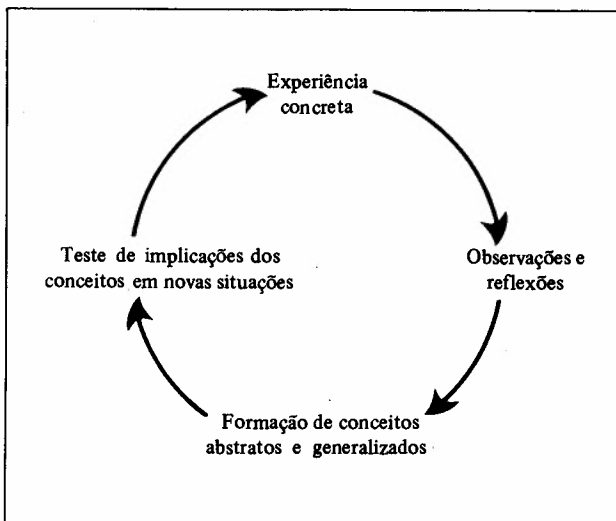 Experiência
concreta
Observações e
reflexões
Formação de conceitos
abstratos e generalizados
Teste de implicações dos
conceitos em novas situações